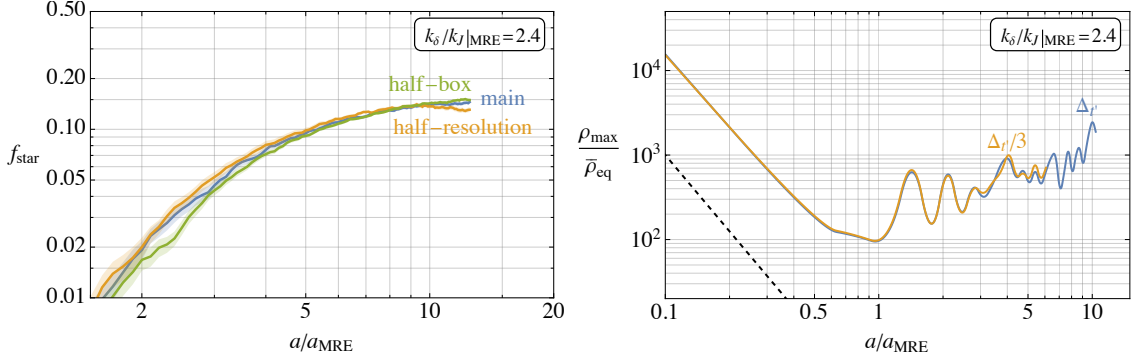 0.50
0.20
0.10
0.05
0.02
0.01
f_star
k_δ/k_J|MRE=2.4
half-box
main
half-resolution
2
5
10
20
a/a_MRE
10^4
10^3
10^2
ρ_max
ρ̅_eq
k_δ/k_J|MRE=2.4
Δ_t'
Δ_t/3
0.1
0.5
1
5
10
a/a_MRE